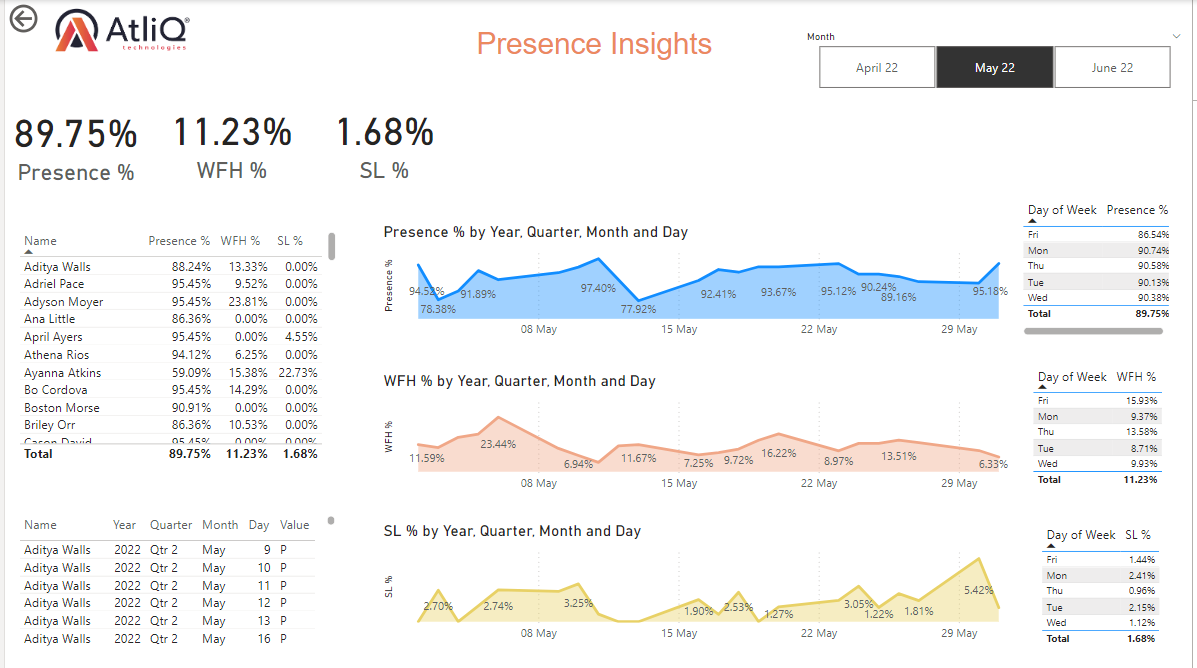 AtliQ®
technologies
Presence Insights
Month
April 22 May 22 June 22
89.75% 11.23% 1.68%
Presence % WFH % SL %
Name Presence % WFH % SL %
Aditya Walls 88.24% 13.33% 0.00%
Adriel Pace 95.45% 9.52% 0.00%
Adyson Moyer 95.45% 23.81% 0.00%
Ana Little 86.36% 0.00% 0.00%
April Ayers 95.45% 0.00% 4.55%
Athena Rios 94.12% 6.25% 0.00%
Ayanna Atkins 59.09% 15.38% 22.73%
Bo Cordova 95.45% 14.29% 0.00%
Boston Morse 90.91% 0.00% 0.00%
Briley Orr 86.36% 10.53% 0.00%
Cason David 95.45% 0.00% 0.00%
Total 89.75% 11.23% 1.68%
Name Year Quarter Month Day Value
Aditya Walls 2022 Qtr 2 May 9 P
Aditya Walls 2022 Qtr 2 May 10 P
Aditya Walls 2022 Qtr 2 May 11 P
Aditya Walls 2022 Qtr 2 May 12 P
Aditya Walls 2022 Qtr 2 May 13 P
Aditya Walls 2022 Qtr 2 May 16 P
Presence % by Year, Quarter, Month and Day
Presence %
94.52% 78.38% 91.89% 97.40% 77.92% 92.41% 93.67% 95.12% 90.24% 89.16% 95.18%
08 May 15 May 22 May 29 May
WFH % by Year, Quarter, Month and Day
WFH %
11.59% 23.44% 6.94% 11.67% 7.25% 9.72% 16.22% 8.97% 13.51% 6.33%
08 May 15 May 22 May 29 May
SL % by Year, Quarter, Month and Day
SL %
2.70% 2.74% 3.25% 1.90% 2.53% 1.27% 3.05% 1.22% 1.81% 5.42%
08 May 15 May 22 May 29 May
Day of Week Presence %
Fri 86.54%
Mon 90.74%
Thu 90.58%
Tue 90.13%
Wed 90.38%
Total 89.75%
Day of Week WFH %
Fri 15.93%
Mon 9.37%
Thu 13.58%
Tue 8.71%
Wed 9.93%
Total 11.23%
Day of Week SL %
Fri 1.44%
Mon 2.41%
Thu 0.96%
Tue 2.15%
Wed 1.12%
Total 1.68%